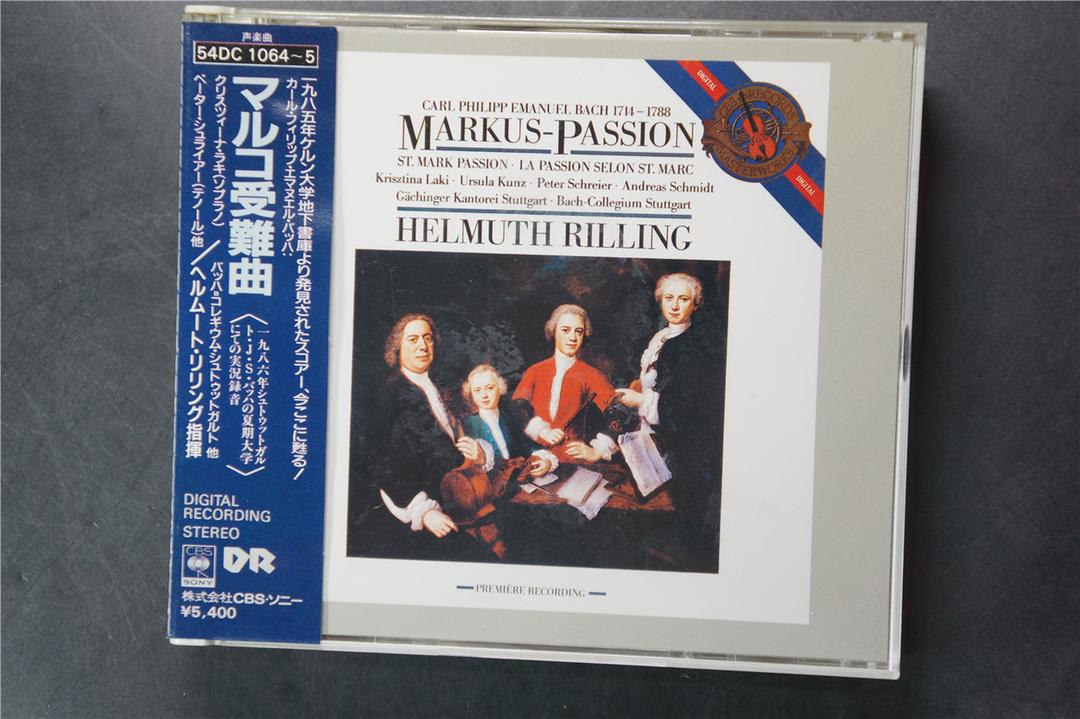 声楽曲
54DC 1064~5
一九八五年ケルン大学地下書庫より発見されたスコアー、今ここに甦る!
カール・フィリップ・エマヌエル・バッハ:
マルコ受難曲
〈一九八六年シュトゥットガル
ト・J・S・バッハの夏期大学
にての実況録音〉
クリスツィーナ・ラキ(ソプラノ)
ペーター・シュライアー(テノール)他
バッハ=コレギウム・シュトゥットガルト 他
ヘルムート・リリング指揮
DIGITAL
RECORDING
STEREO
CBS
SONY
DR
株式会社CBS・ソニー
¥5,400
CARL PHILIPP EMANUEL BACH 1714–1788
MARKUS-PASSION
ST. MARK PASSION · LA PASSION SELON ST. MARC
Krisztina Laki · Ursula Kunz · Peter Schreier · Andreas Schmidt
Gächinger Kantorei Stuttgart · Bach-Collegium Stuttgart
HELMUTH RILLING
DIGITAL
CBS RECORDS
MASTERWORKS
DIGITAL
PREMIÈRE RECORDING